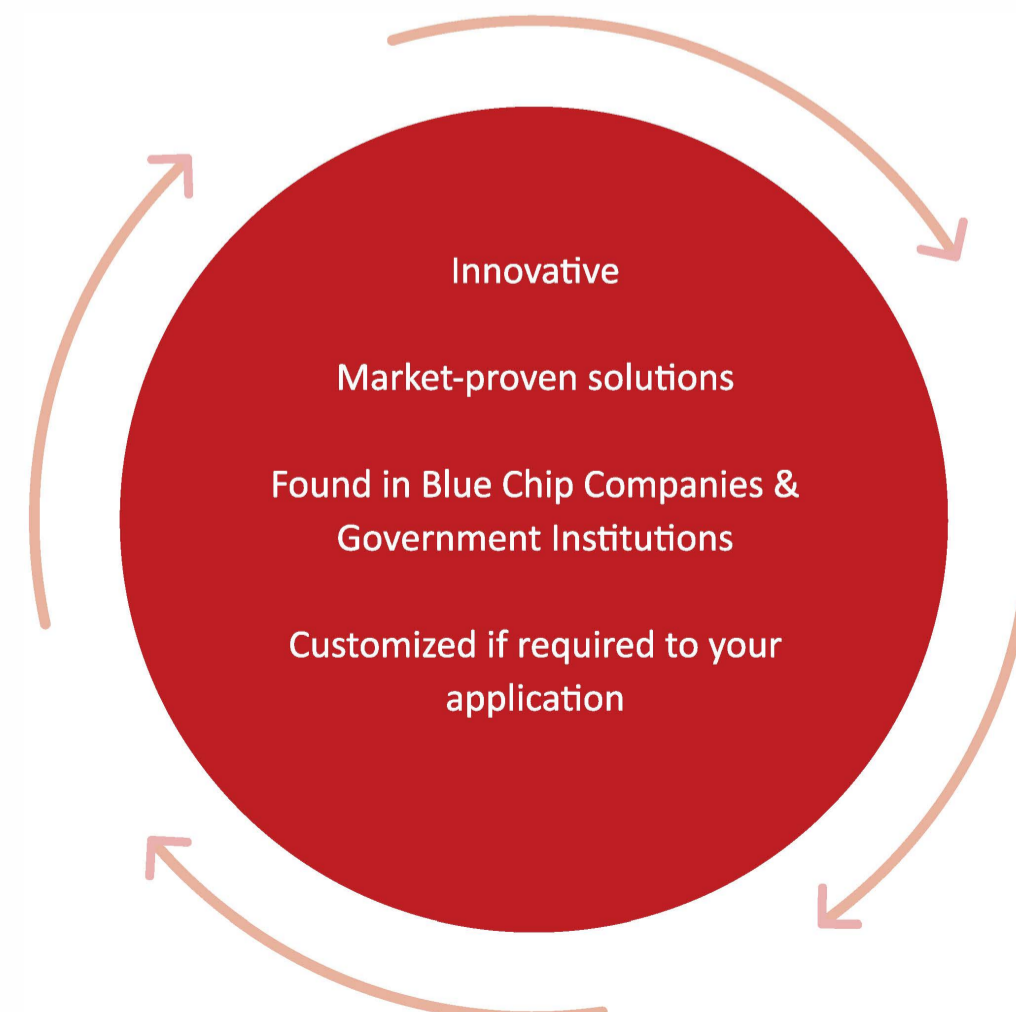 Innovative
Market-proven solutions
Found in Blue Chip Companies &
Government Institutions
Customized if required to your
application